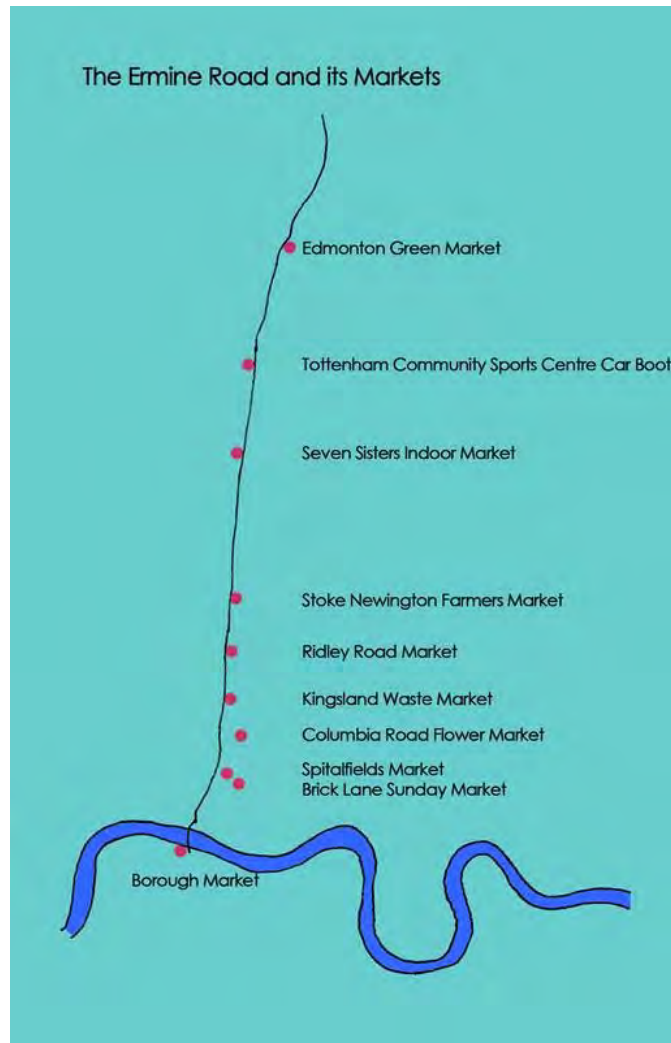 The Ermine Road and its Markets
Edmonton Green Market
Tottenham Community Sports Centre Car Boot
Seven Sisters Indoor Market
Stoke Newington Farmers Market
Ridley Road Market
Kingsland Waste Market
Columbia Road Flower Market
Spitalfields Market
Brick Lane Sunday Market
Borough Market